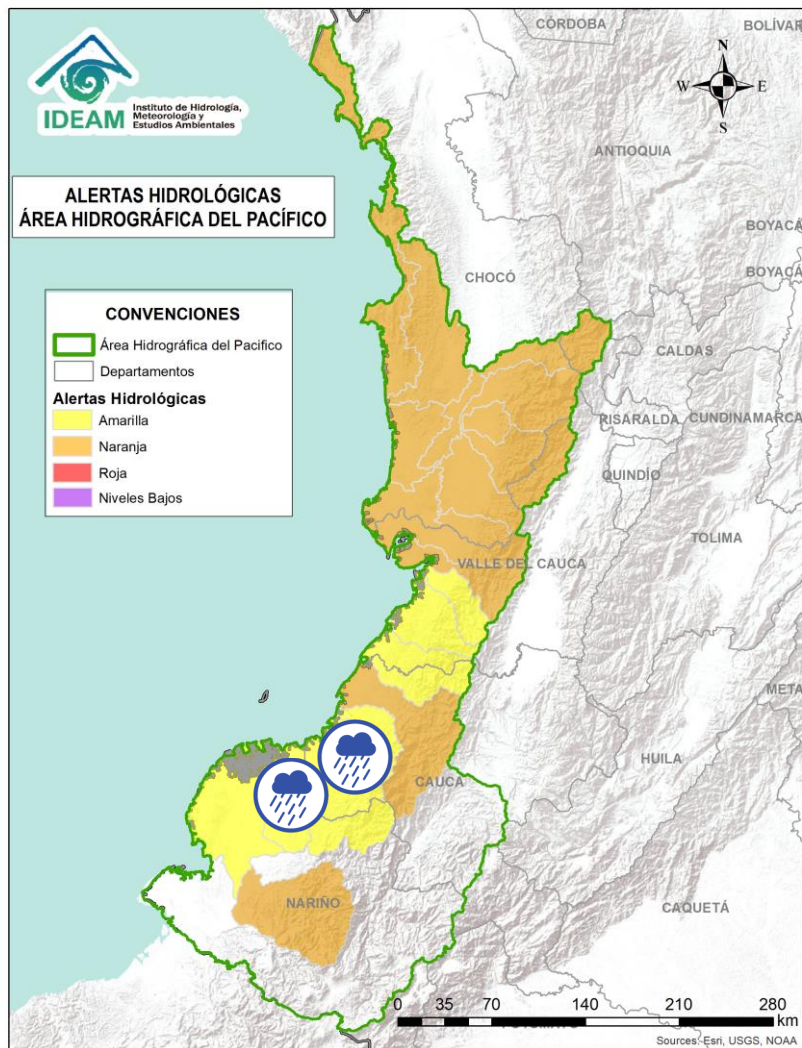 CÓRDOBA
BOLÍVAR
N
W
E
S
IDEAM
Instituto de Hidrología,
Meteorología y
Estudios Ambientales
ANTIOQUIA
ALERTAS HIDROLÓGICAS
ÁREA HIDROGRÁFICA DEL PACÍFICO
BOYACÁ
BOYACÁ
CHOCÓ
CONVENCIONES
Área Hidrográfica del Pacifico
Departamentos
Alertas Hidrológicas
Amarilla
Naranja
Roja
Niveles Bajos
CALDAS
RISARALDA
CUNDINAMARCA
QUINDÍO
TOLIMA
VALLE DEL CAUCA
META
HUILA
CAUCA
NARIÑO
CAQUETÁ
0 35 70 140 210 280
km
Sources: Esri, USGS, NOAA